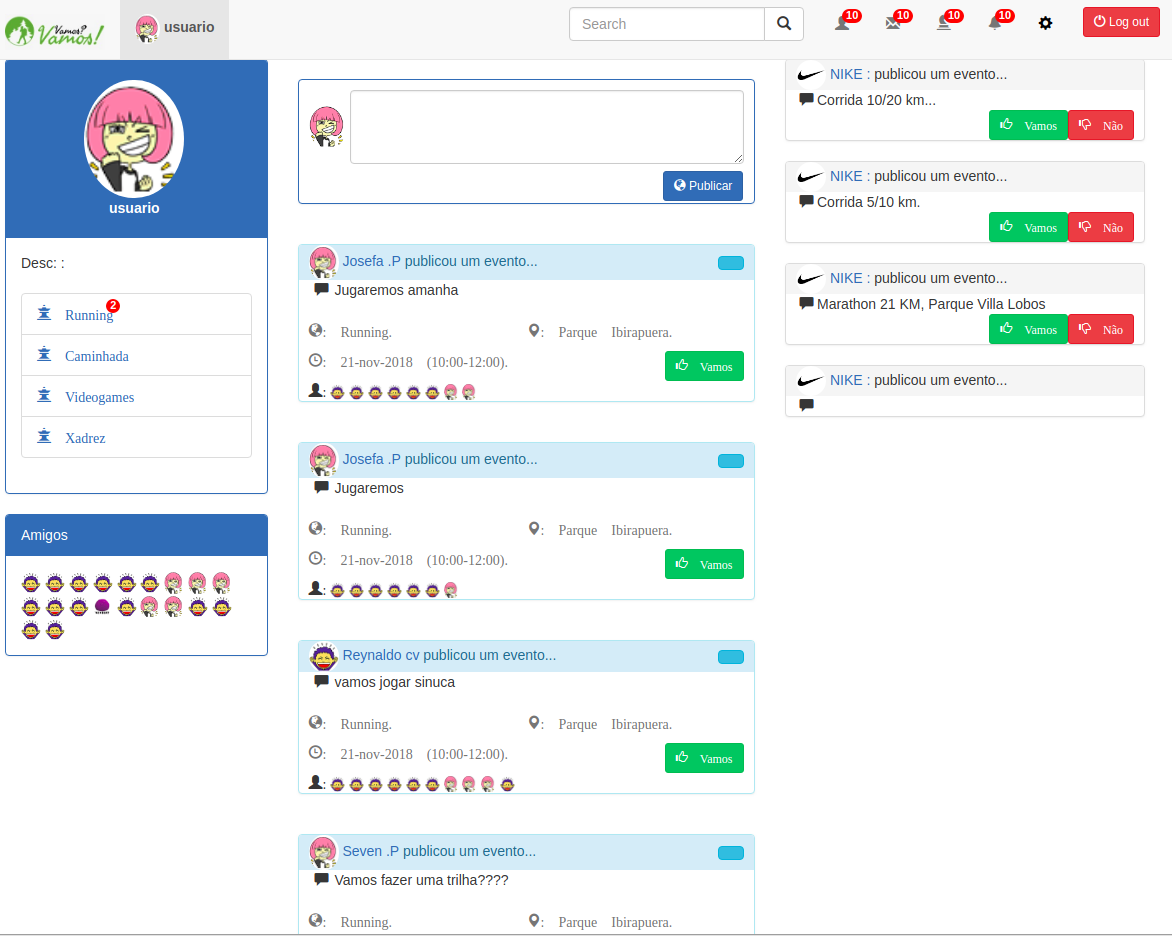 Vamos?
Vamos!
usuario
Search
10
10
10
10
Log out
usuario
Desc: :
Running
2
Caminhada
Videogames
Xadrez
Amigos
Publicar
Josefa .P publicou um evento...
Jugaremos amanha
: Running.
: Parque Ibirapuera.
: 21-nov-2018 (10:00-12:00).
Vamos
:
Josefa .P publicou um evento...
Jugaremos
: Running.
: Parque Ibirapuera.
: 21-nov-2018 (10:00-12:00).
Vamos
:
Reynaldo cv publicou um evento...
vamos jogar sinuca
: Running.
: Parque Ibirapuera.
: 21-nov-2018 (10:00-12:00).
Vamos
:
Seven .P publicou um evento...
Vamos fazer uma trilha????
: Running.
: Parque Ibirapuera.
NIKE : publicou um evento...
Corrida 10/20 km...
Vamos
Não
NIKE : publicou um evento...
Corrida 5/10 km.
Vamos
Não
NIKE : publicou um evento...
Marathon 21 KM, Parque Villa Lobos
Vamos
Não
NIKE : publicou um evento...